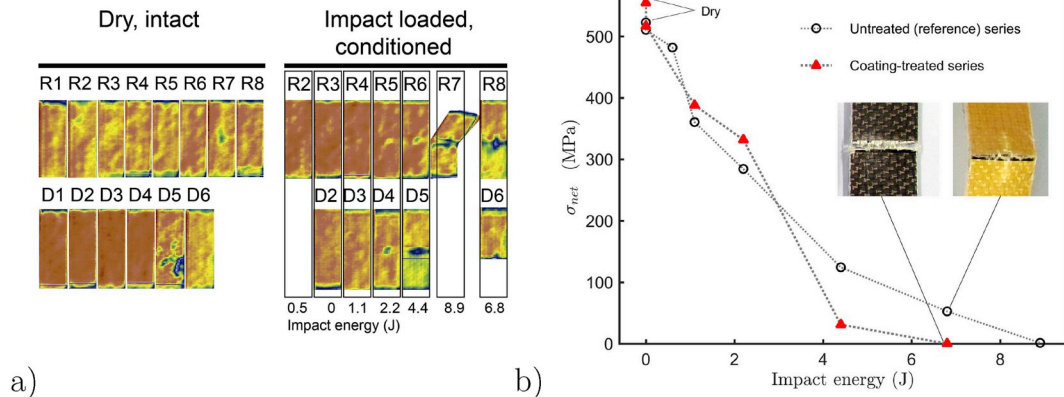 Dry, intact
Impact loaded,
conditioned
R1 R2 R3 R4 R5 R6 R7 R8
D1 D2 D3 D4 D5 D6
R2 R3 R4 R5 R6 R7 R8
D2 D3 D4 D5 D6
0.5 0 1.1 2.2 4.4 8.9 6.8
Impact energy (J)
a)
Dry
Untreated (reference) series
Coating-treated series
500
400
300
200
100
0
σnet (MPa)
0 2 4 6 8
Impact energy (J)
b)